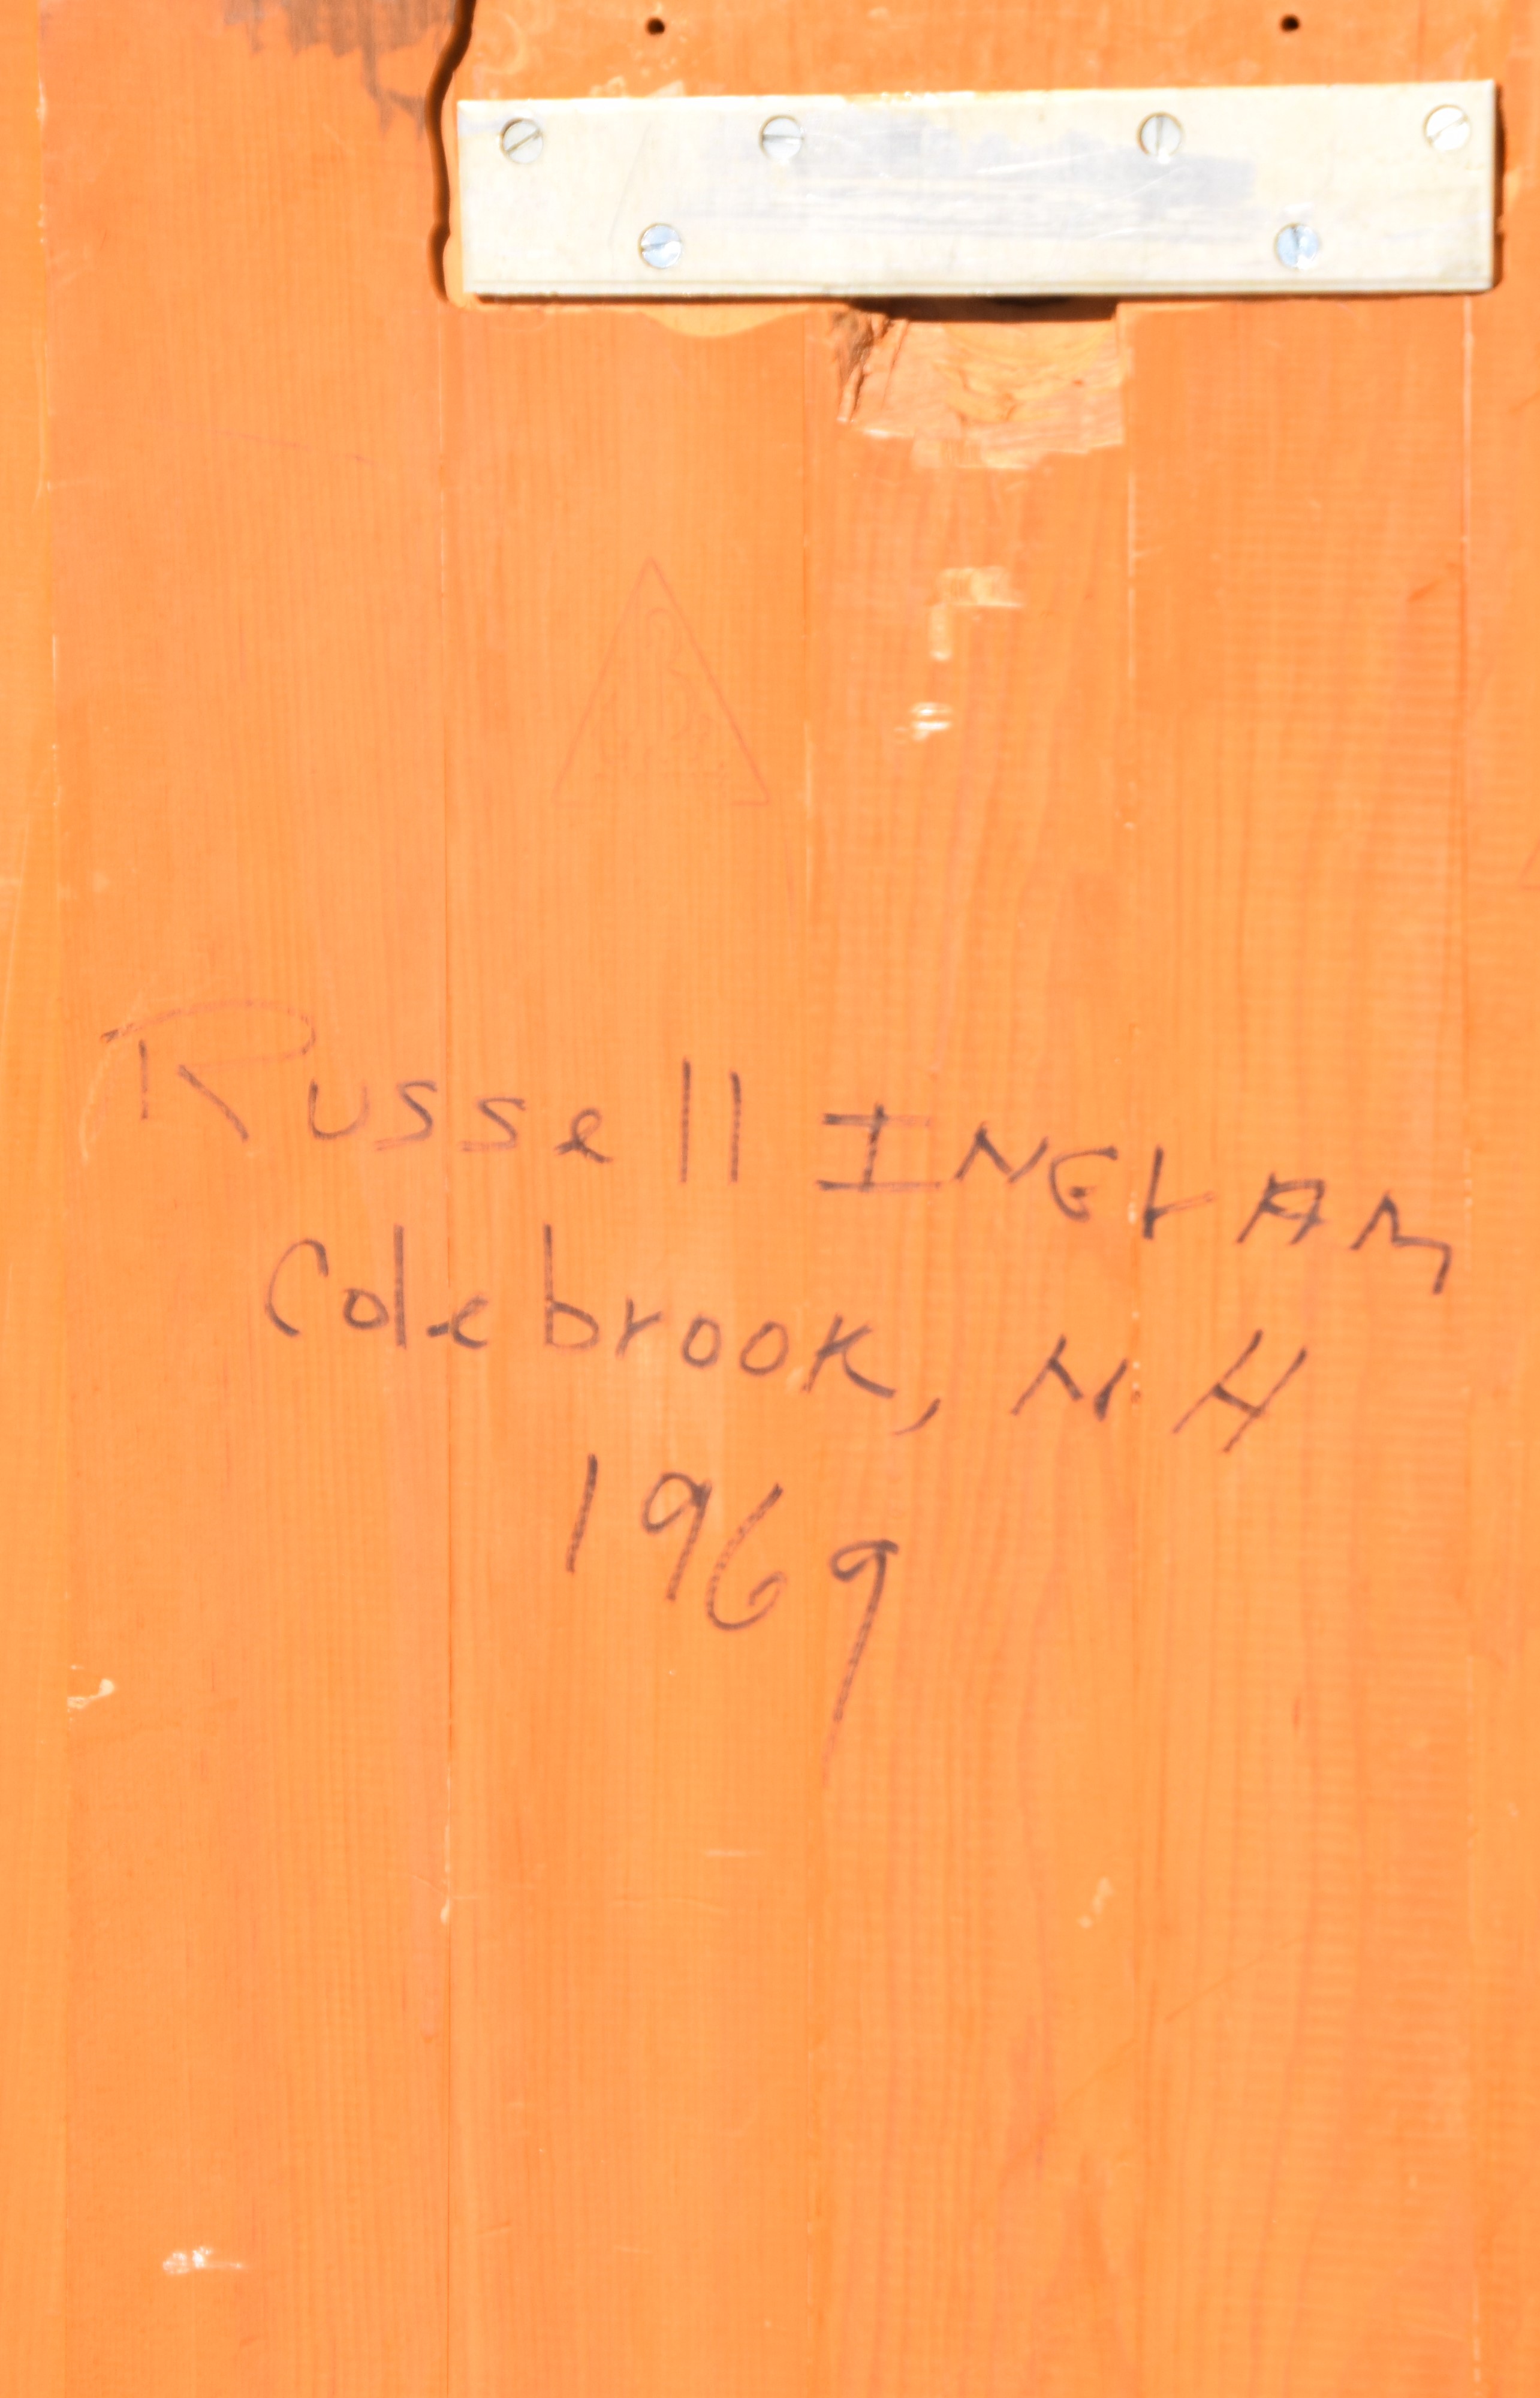 Russell INGrAM
Colebrook, N.H
1969